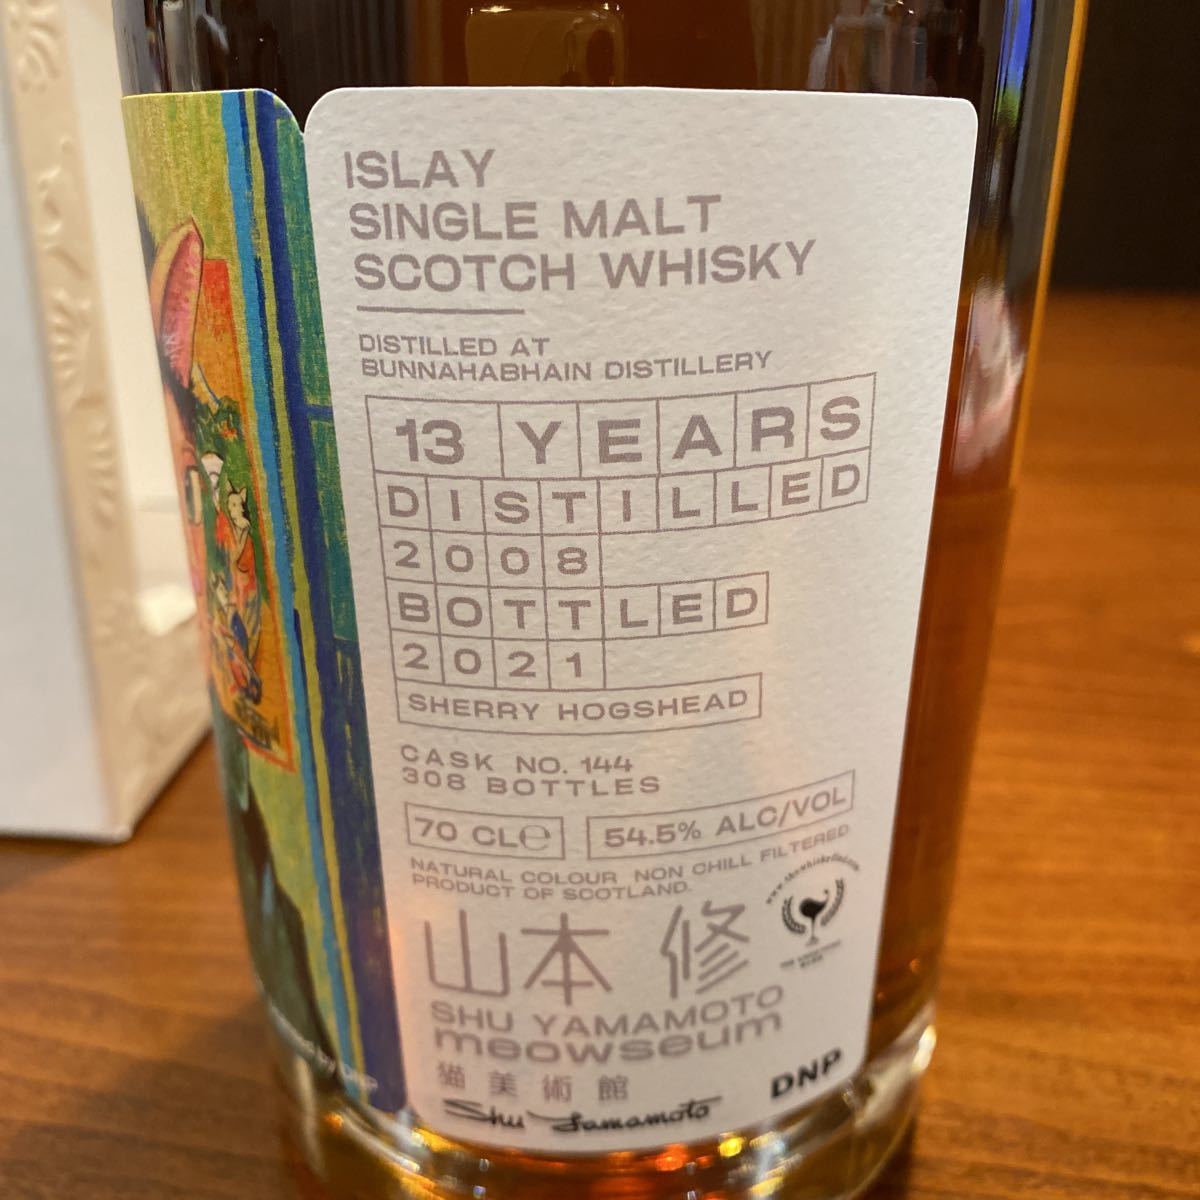 ISLAY
SINGLE MALT
SCOTCH WHISKY
DISTILLED AT
BUNNAHABHAIN DISTILLERY
13 YEARS
DISTILLED
2008
BOTTLED
2021
SHERRY HOGSHEAD
CASK NO. 144
308 BOTTLES
70 CL℮
54.5% ALC/VOL
NATURAL COLOUR NON CHILL FILTERED
PRODUCT OF SCOTLAND.
山本 修
SHU YAMAMOTO
meowseum
猫美術館
Shu Yamamoto
DNP
by DNP